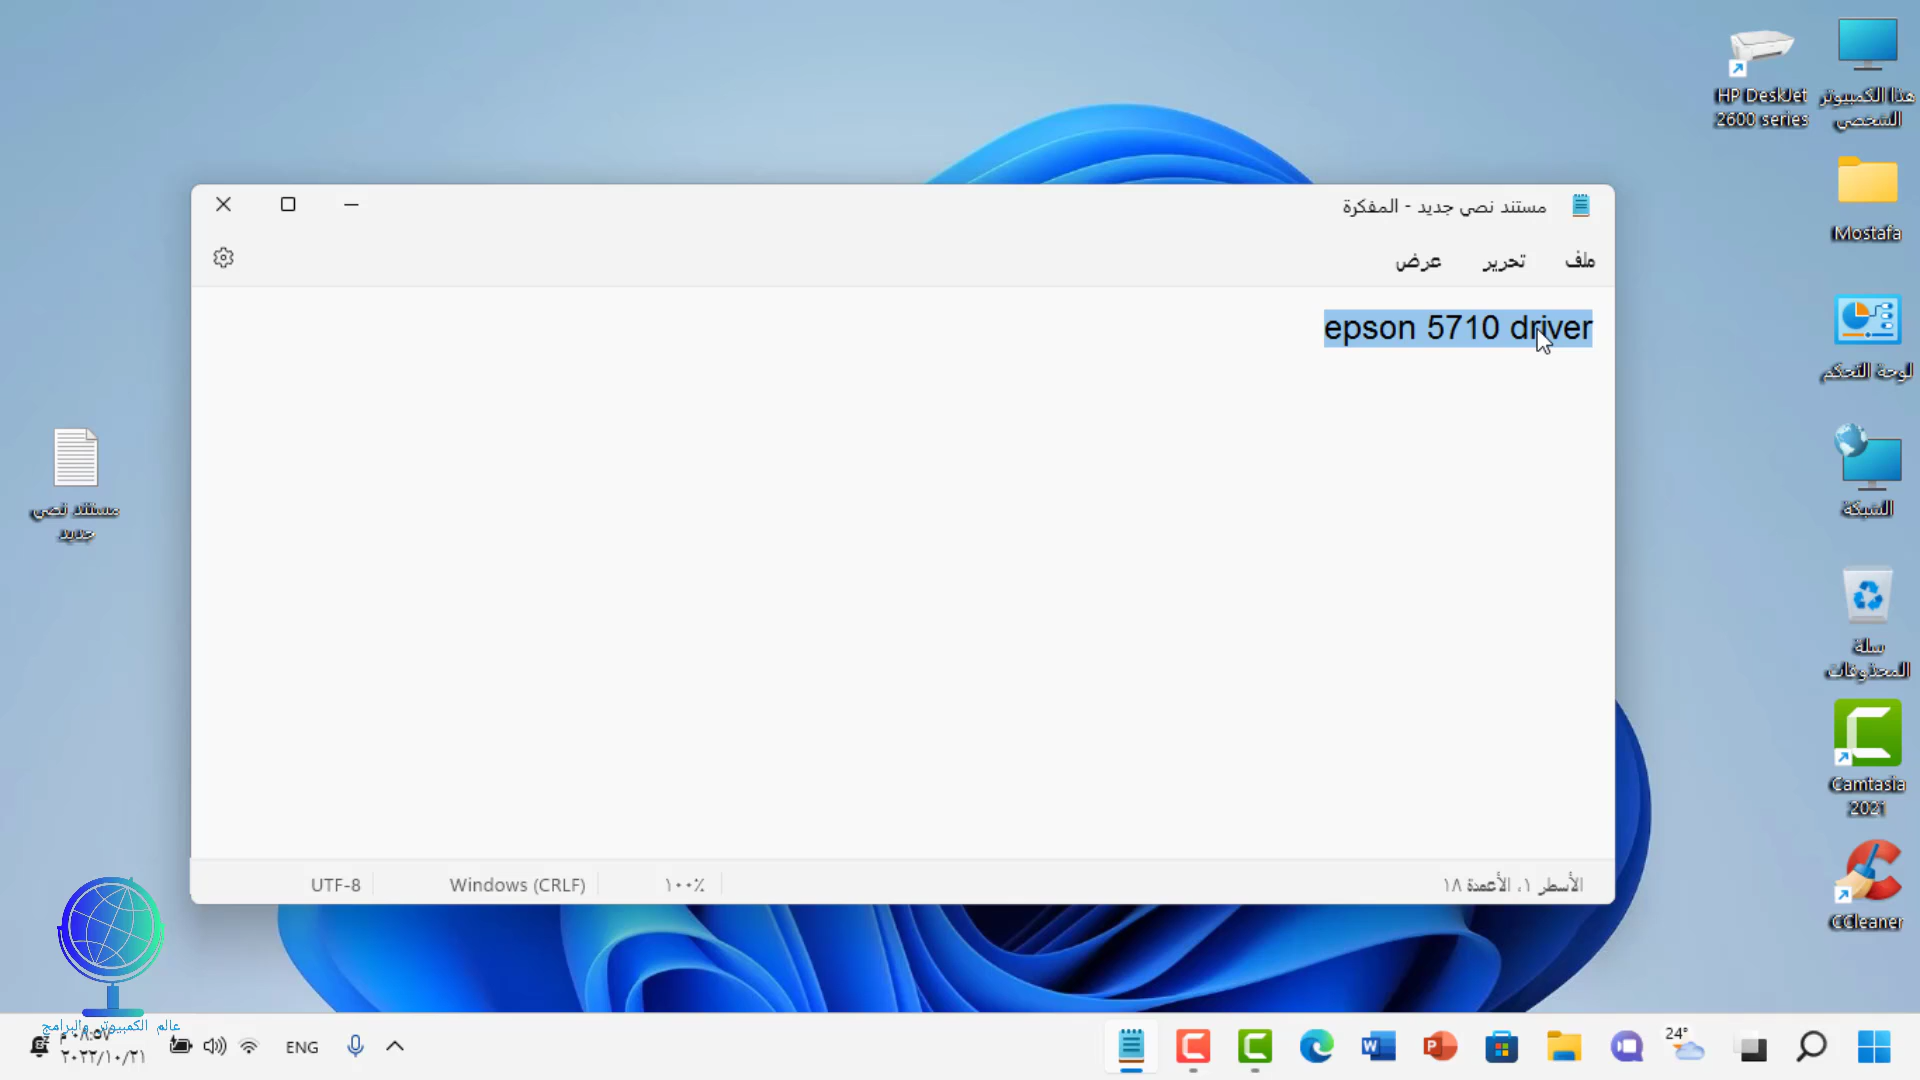 HP DeskJet
2600 series
هذا الكمبيوتر
الشخصي
Mostafa
لوحة التحكم
الشبكة
سلة
المحذوفات
Camtasia
2021
CCleaner
مستند نصي جديد - المفكرة
ملف تحرير عرض
epson 5710 driver
الأسطر ١، الأعمدة ١٨
١٠٠٪
Windows (CRLF)
UTF-8
مستند نصي
جديد
عالم الكمبيوتر والبرامج
٠٨:٥٧ م
٢٠٢٢/١٠/٢١
ENG
24°